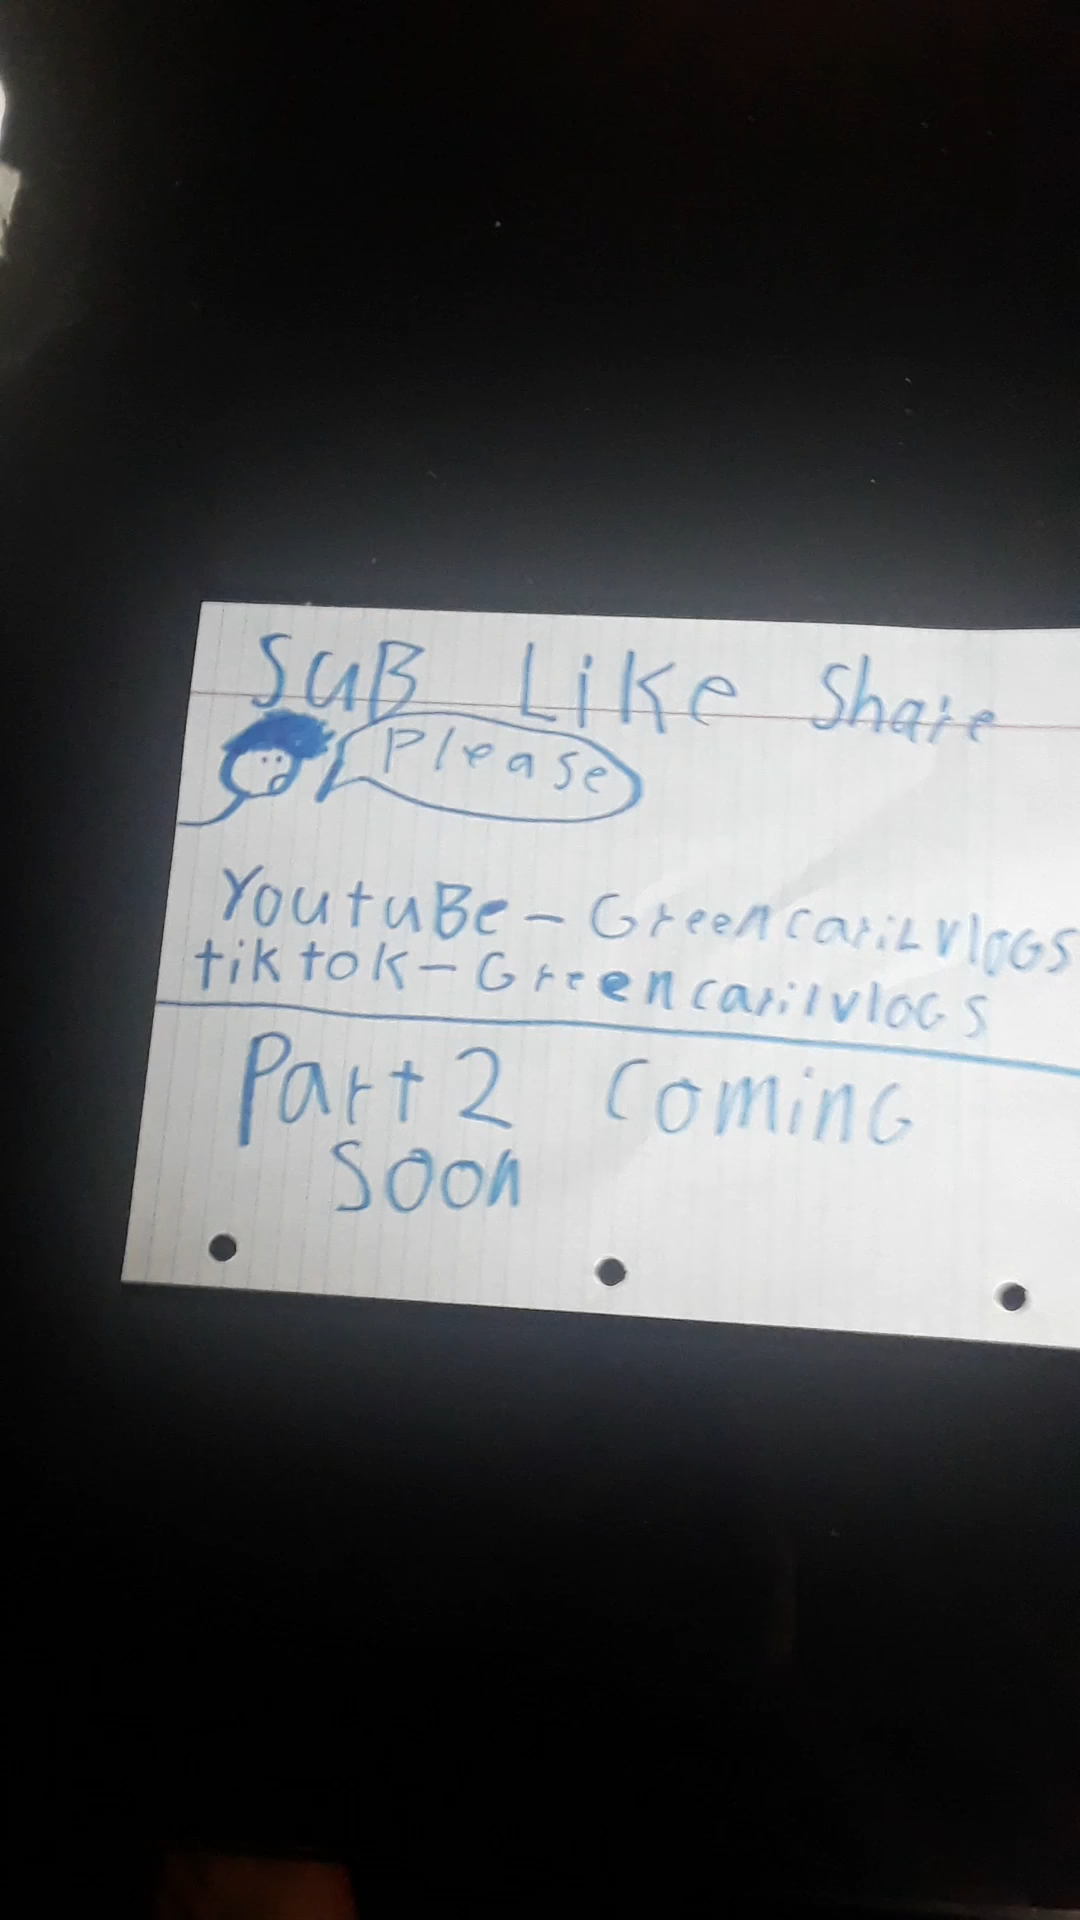 SuB Like Share
Please
YoutuBe - GreencarilvloGS
tiktok - GreencarilvloGs
Part 2 CominG
Soon